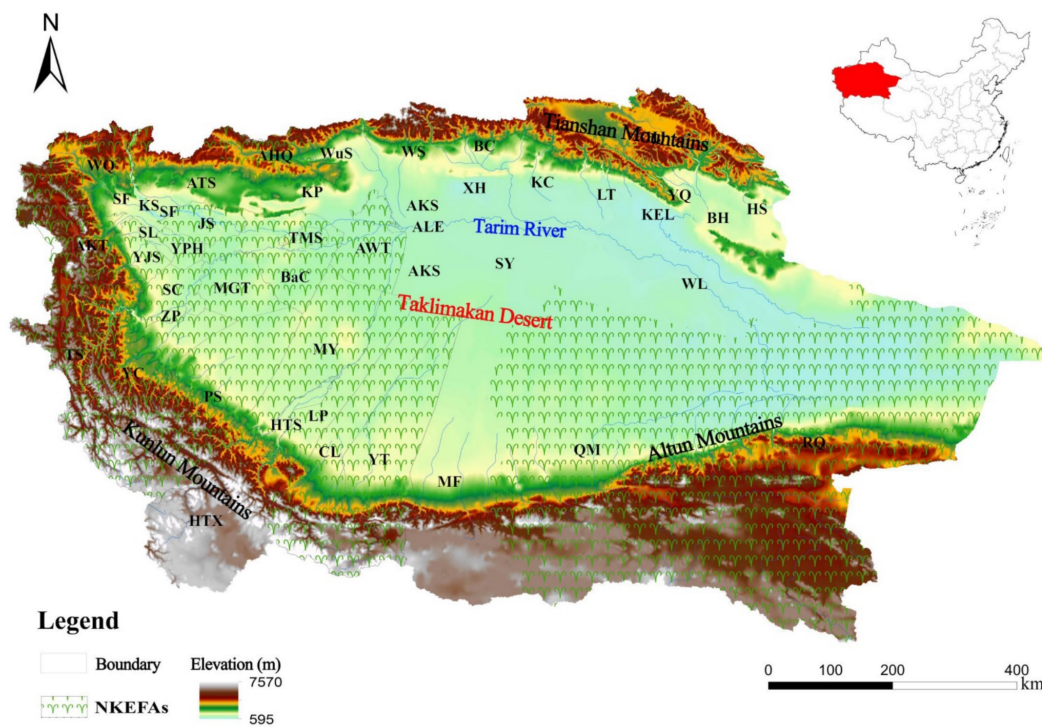 N
Tianshan Mountains
WQ
AHQ
WuS
WS
BC
ATS
KP
XH
KC
LT
YQ
HS
SF
KS
SF
JS
AKS
KEL
BH
SL
TMS
AWT
ALE
Tarim River
AKT
YPH
YJS
BaC
AKS
SY
WL
SC
MGT
ZP
Taklimakan Desert
TS
MY
YC
PS
LP
HTS
CL
YT
MF
QM
Altun Mountains
RQ
Kunlun Mountains
HTX
Legend
Boundary
NKEFAs
Elevation (m)
7570
595
0 100 200 400
km